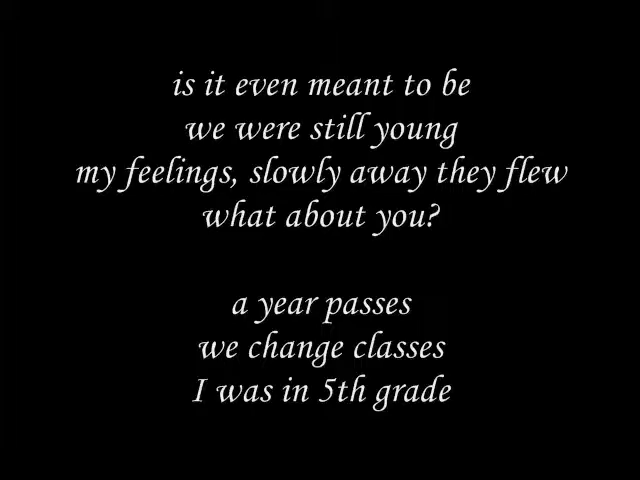 is it even meant to be
we were still young
my feelings, slowly away they flew
what about you?
a year passes
we change classes
I was in 5th grade